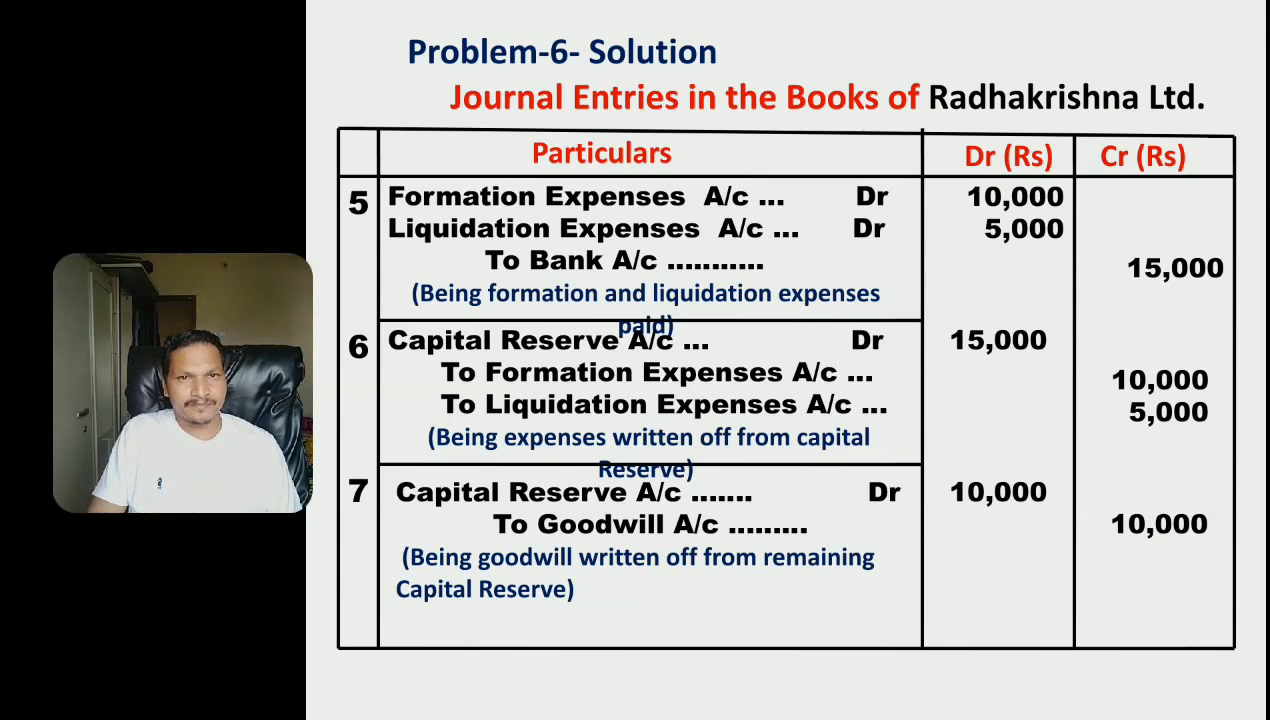 Problem-6- Solution
Journal Entries in the Books of Radhakrishna Ltd.
Particulars Dr (Rs) Cr (Rs)
5 Formation Expenses A/c ... Dr 10,000
Liquidation Expenses A/c ... Dr 5,000
To Bank A/c ........... 15,000
(Being formation and liquidation expenses
paid)
6 Capital Reserve A/c ... Dr 15,000
To Formation Expenses A/c ... 10,000
To Liquidation Expenses A/c ... 5,000
(Being expenses written off from capital
Reserve)
7 Capital Reserve A/c ....... Dr 10,000
To Goodwill A/c ......... 10,000
(Being goodwill written off from remaining
Capital Reserve)